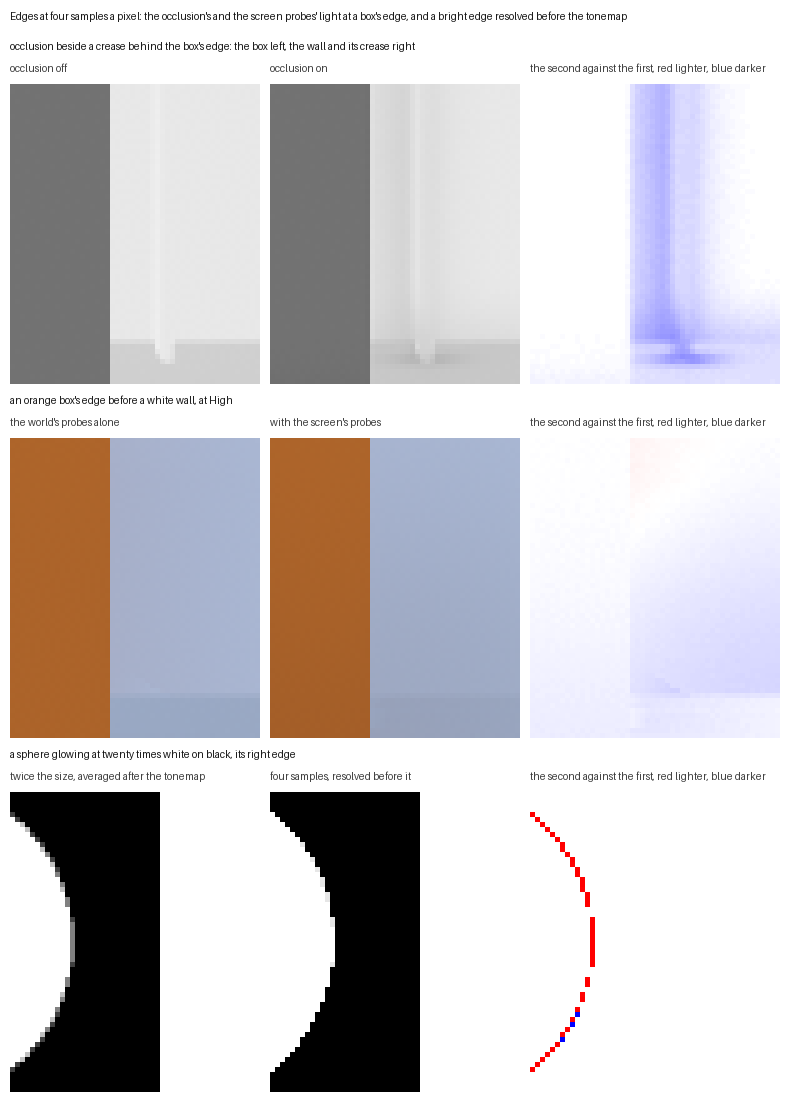 Edges at four samples a pixel: the occlusion's and the screen probes' light at a box's edge, and a bright edge resolved before the tonemap
occlusion beside a crease behind the box's edge: the box left, the wall and its crease right
occlusion off
occlusion on
the second against the first, red lighter, blue darker
an orange box's edge before a white wall, at High
the world's probes alone
with the screen's probes
the second against the first, red lighter, blue darker
a sphere glowing at twenty times white on black, its right edge
twice the size, averaged after the tonemap
four samples, resolved before it
the second against the first, red lighter, blue darker